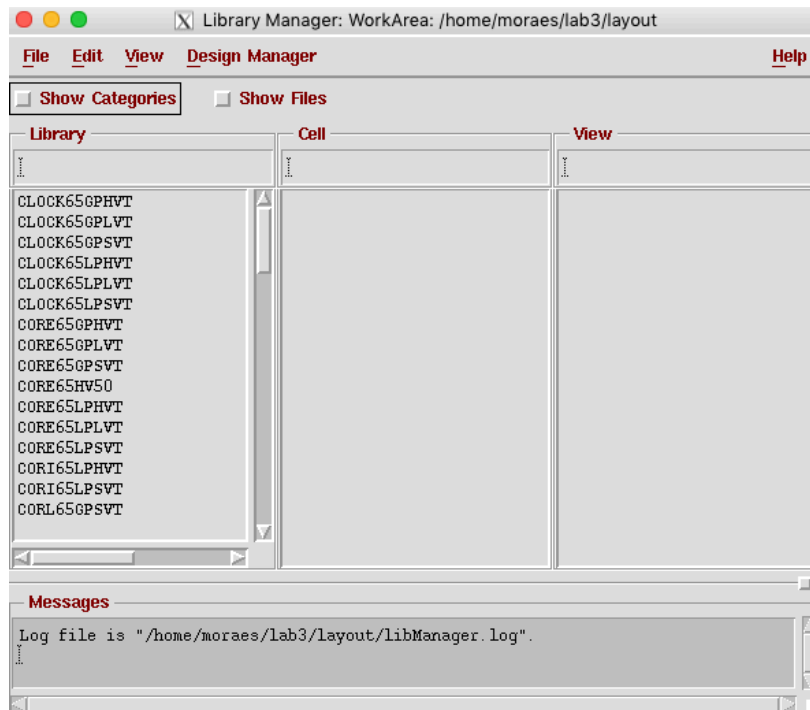 Library Manager: WorkArea: /home/moraes/lab3/layout
File Edit View Design Manager Help
Show Categories Show Files
Library Cell View
CLOCK65GPHVT
CLOCK65GPLVT
CLOCK65GPSVT
CLOCK65LPHVT
CLOCK65LPLVT
CLOCK65LPSVT
CORE65GPHVT
CORE65GPLVT
CORE65GPSVT
CORE65HV50
CORE65LPHVT
CORE65LPLVT
CORE65LPSVT
CORI65LPHVT
CORI65LPSVT
CORL65GPSVT
Messages
Log file is "/home/moraes/lab3/layout/libManager.log".